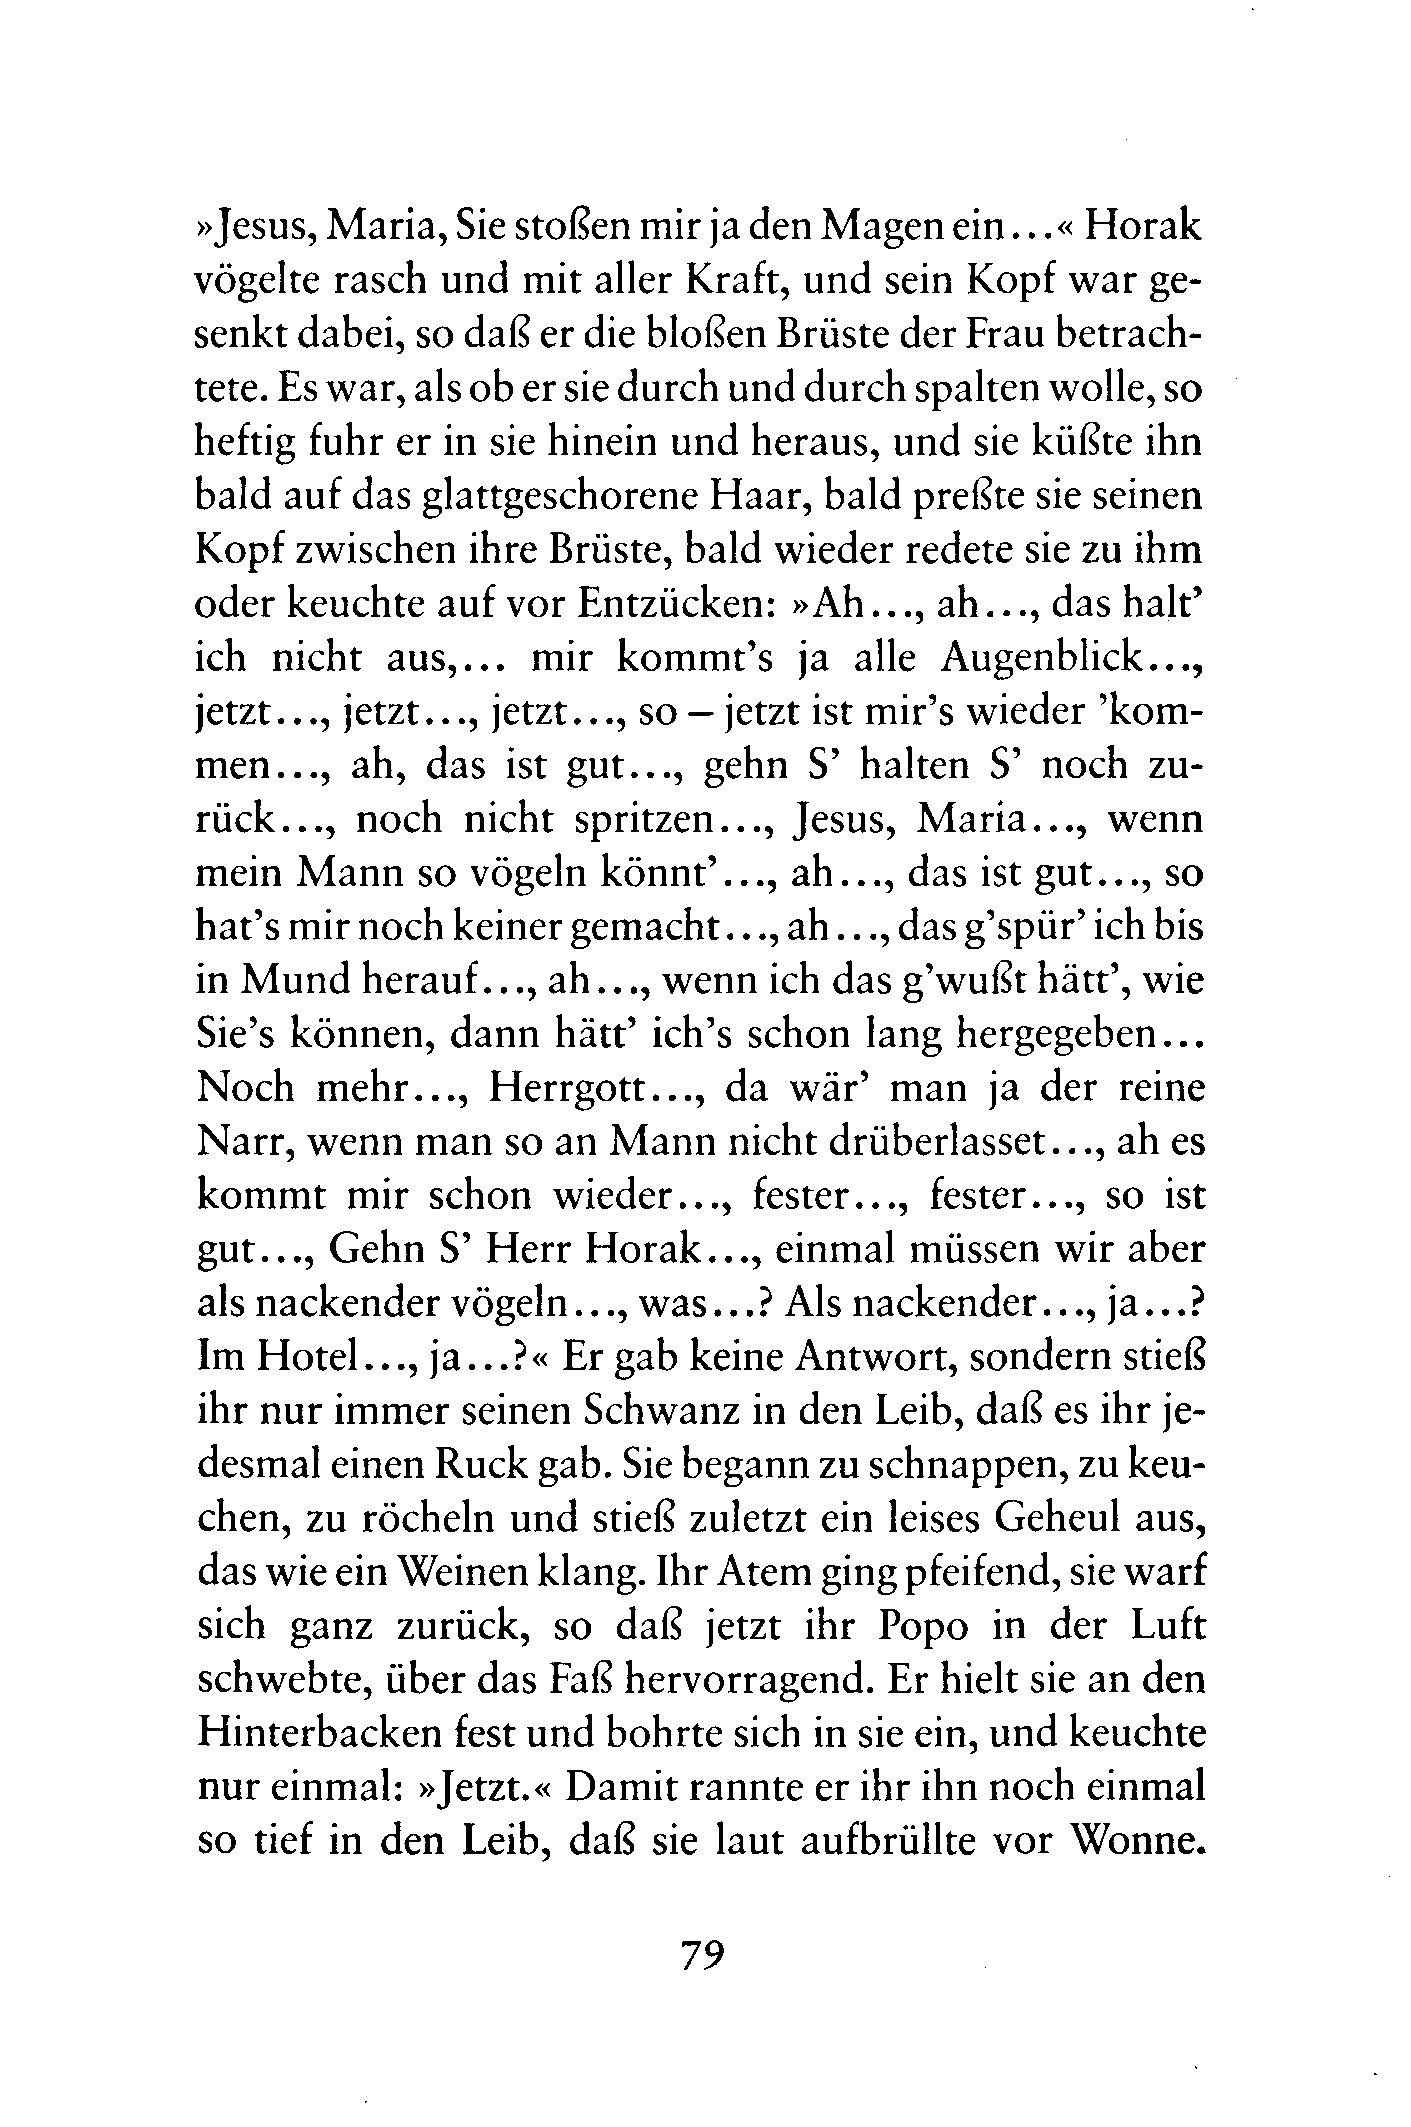 »Jesus, Maria, Sie stoßen mir ja den Magen ein...« Horak
vögelte rasch und mit aller Kraft, und sein Kopf war ge-
senkt dabei, so daß er die bloßen Brüste der Frau betrach-
tete. Es war, als ob er sie durch und durch spalten wolle, so
heftig fuhr er in sie hinein und heraus, und sie küßte ihn
bald auf das glattgeschorene Haar, bald preßte sie seinen
Kopf zwischen ihre Brüste, bald wieder redete sie zu ihm
oder keuchte auf vor Entzücken: »Ah..., ah..., das halt’
ich nicht aus,... mir kommt’s ja alle Augenblick...,
jetzt..., jetzt..., jetzt..., so – jetzt ist mir’s wieder ’kom-
men..., ah, das ist gut..., gehn S’ halten S’ noch zu-
rück..., noch nicht spritzen..., Jesus, Maria..., wenn
mein Mann so vögeln könnt’..., ah..., das ist gut..., so
hat’s mir noch keiner gemacht..., ah..., das g’spür’ ich bis
in Mund herauf..., ah..., wenn ich das g’wußt hätt’, wie
Sie’s können, dann hätt’ ich’s schon lang hergegeben...
Noch mehr..., Herrgott..., da wär’ man ja der reine
Narr, wenn man so an Mann nicht drüberlasset..., ah es
kommt mir schon wieder..., fester..., fester..., so ist
gut..., Gehn S’ Herr Horak..., einmal müssen wir aber
als nackender vögeln..., was...? Als nackender..., ja...?
Im Hotel..., ja...?« Er gab keine Antwort, sondern stieß
ihr nur immer seinen Schwanz in den Leib, daß es ihr je-
desmal einen Ruck gab. Sie begann zu schnappen, zu keu-
chen, zu röcheln und stieß zuletzt ein leises Geheul aus,
das wie ein Weinen klang. Ihr Atem ging pfeifend, sie warf
sich ganz zurück, so daß jetzt ihr Popo in der Luft
schwebte, über das Faß hervorragend. Er hielt sie an den
Hinterbacken fest und bohrte sich in sie ein, und keuchte
nur einmal: »Jetzt.« Damit rannte er ihr ihn noch einmal
so tief in den Leib, daß sie laut aufbrüllte vor Wonne.
79